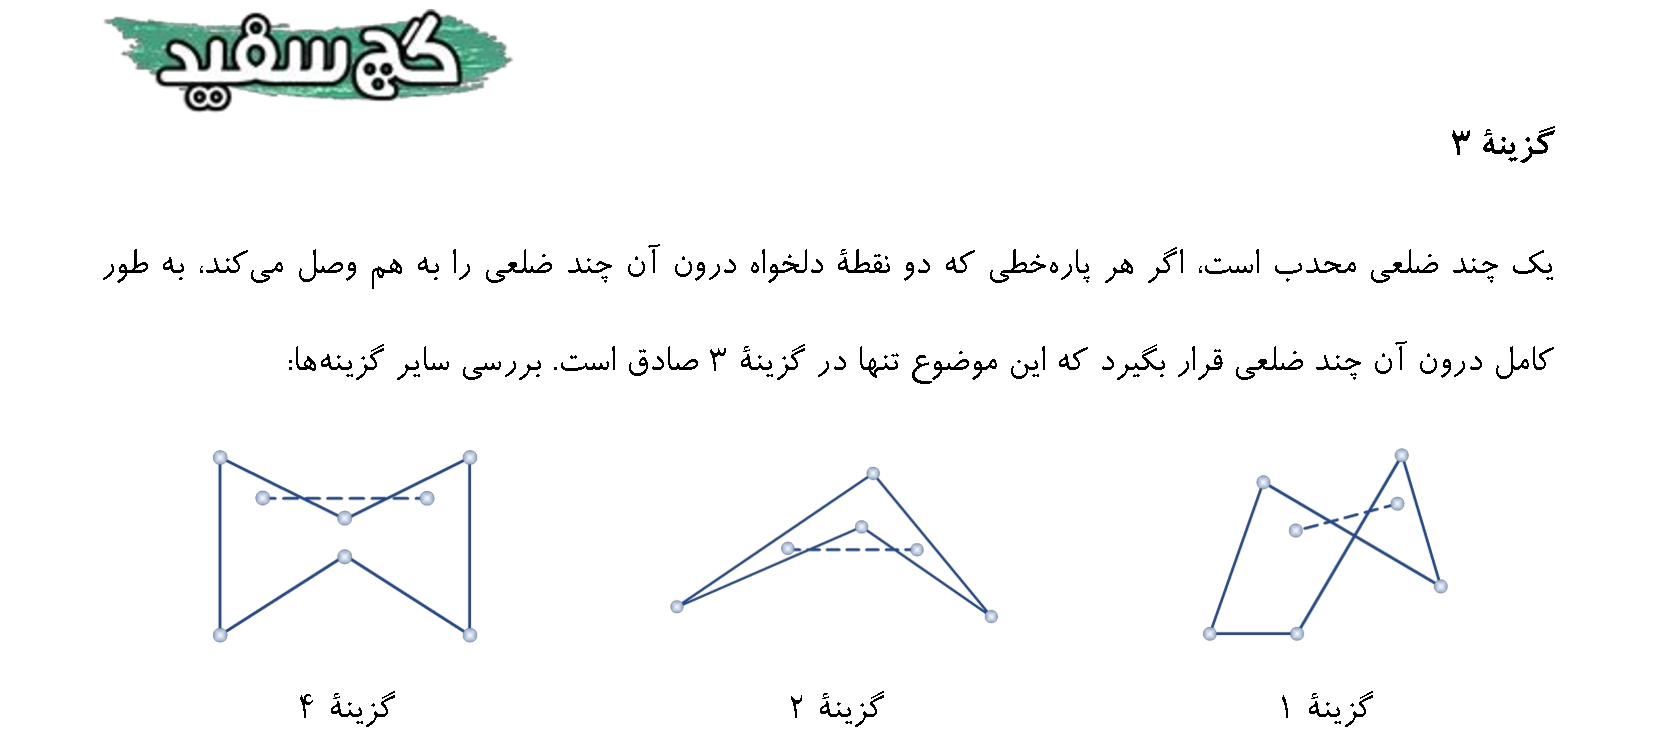 گچ سفید
گزینهٔ ۳
یک چند ضلعی محدب است، اگر هر پاره‌خطی که دو نقطهٔ دلخواه درون آن چند ضلعی را به هم وصل می‌کند، به طور
کامل درون آن چند ضلعی قرار بگیرد که این موضوع تنها در گزینهٔ ۳ صادق است. بررسی سایر گزینه‌ها:
گزینهٔ ۱
گزینهٔ ۲
گزینهٔ ۴